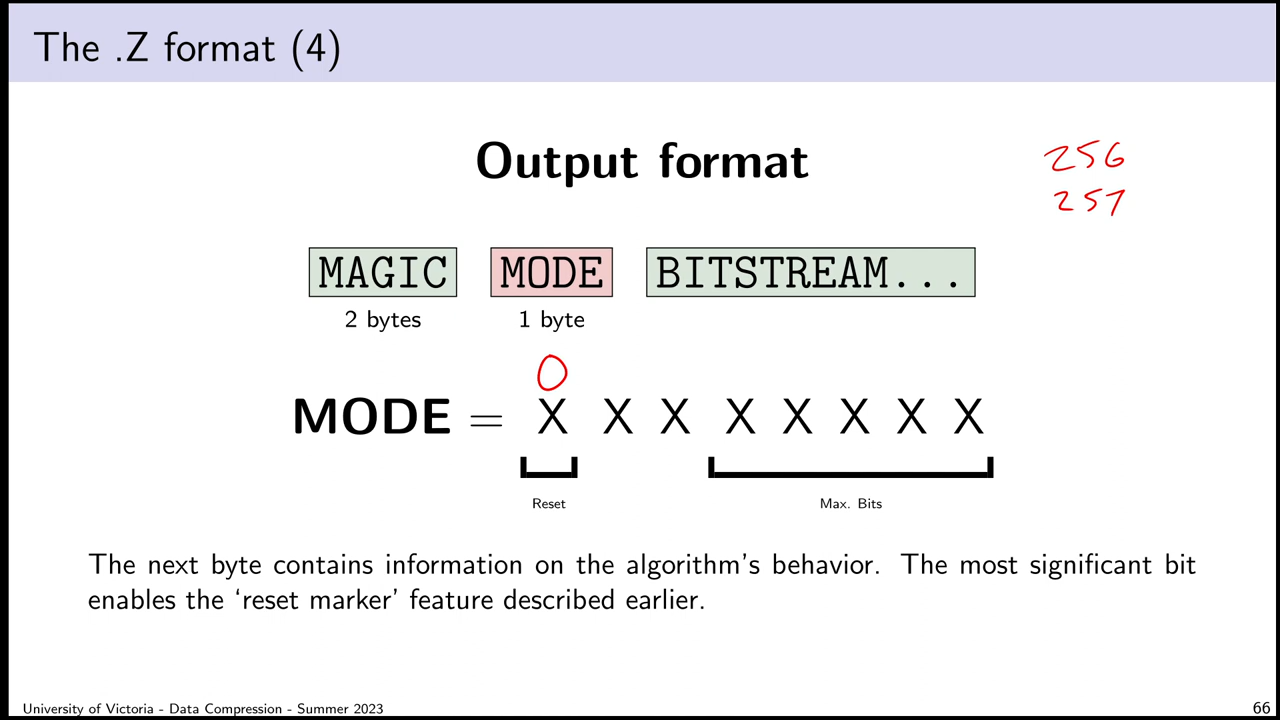 The .Z format (4)
Output format
256
257
MAGIC MODE BITSTREAM...
2 bytes 1 byte
0
MODE = X X X X X X X X
Reset Max. Bits
The next byte contains information on the algorithm's behavior. The most significant bit
enables the ‘reset marker’ feature described earlier.
University of Victoria - Data Compression - Summer 2023 66